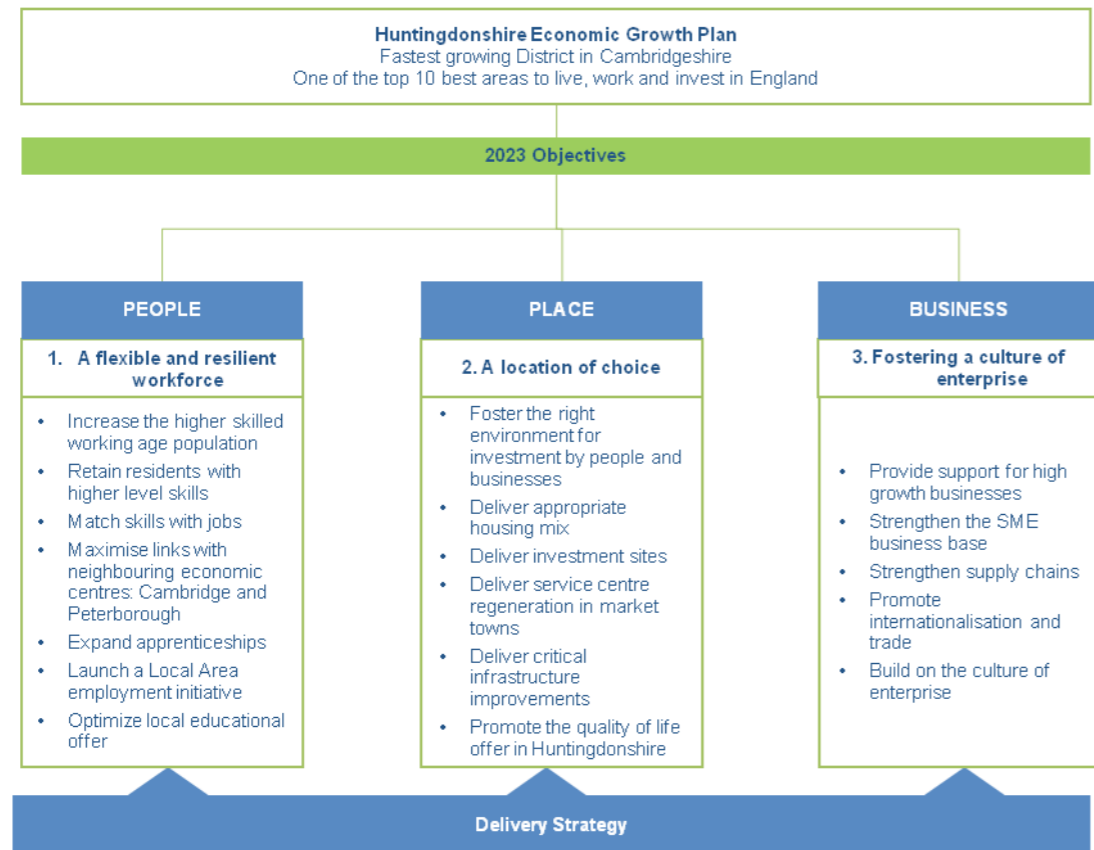 Huntingdonshire Economic Growth Plan
Fastest growing District in Cambridgeshire
One of the top 10 best areas to live, work and invest in England
2023 Objectives
PEOPLE
1. A flexible and resilient
workforce
• Increase the higher skilled
working age population
• Retain residents with
higher level skills
• Match skills with jobs
• Maximise links with
neighbouring economic
centres: Cambridge and
Peterborough
• Expand apprenticeships
• Launch a Local Area
employment initiative
• Optimize local educational
offer
PLACE
2. A location of choice
• Foster the right
environment for
investment by people and
businesses
• Deliver appropriate
housing mix
• Deliver investment sites
• Deliver service centre
regeneration in market
towns
• Deliver critical
infrastructure
improvements
• Promote the quality of life
offer in Huntingdonshire
BUSINESS
3. Fostering a culture of
enterprise
• Provide support for high
growth businesses
• Strengthen the SME
business base
• Strengthen supply chains
• Promote
internationalisation and
trade
• Build on the culture of
enterprise
Delivery Strategy